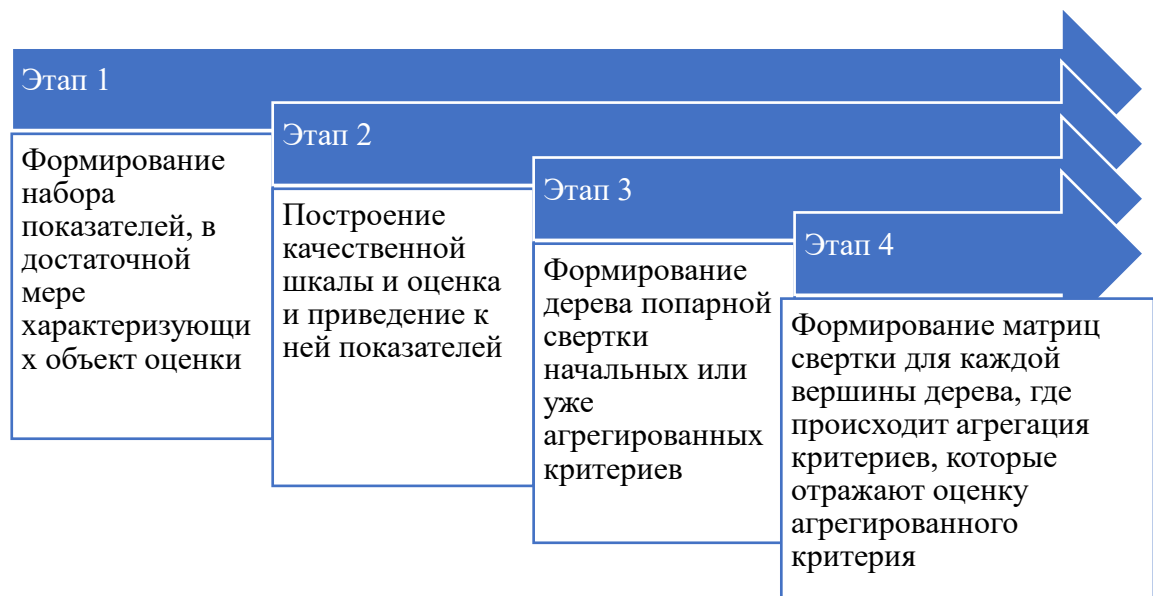 Этап 1
Формирование
набора
показателей, в
достаточной
мере
характеризующи
х объект оценки
Этап 2
Построение
качественной
шкалы и оценка
и приведение к
ней показателей
Этап 3
Формирование
дерева попарной
свертки
начальных или
уже
агрегированных
критериев
Этап 4
Формирование матриц
свертки для каждой
вершины дерева, где
происходит агрегация
критериев, которые
отражают оценку
агрегированного
критерия